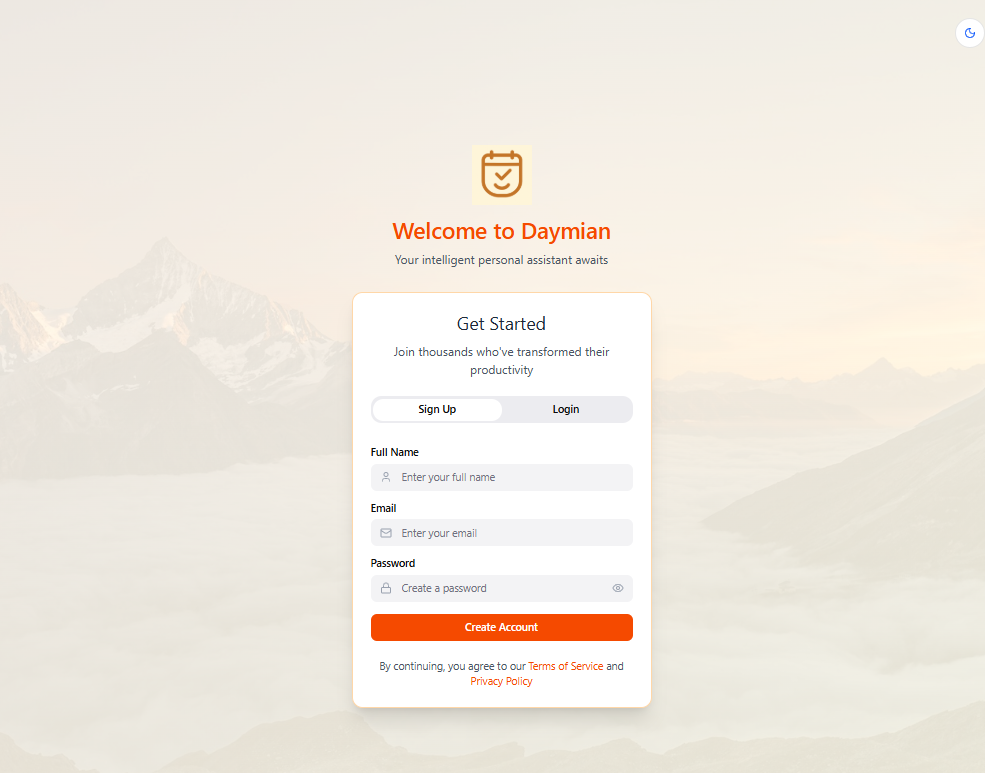 Welcome to Daymian
Your intelligent personal assistant awaits
Get Started
Join thousands who've transformed their
productivity
Sign Up
Login
Full Name
Enter your full name
Email
Enter your email
Password
Create a password
Create Account
By continuing, you agree to our Terms of Service and
Privacy Policy